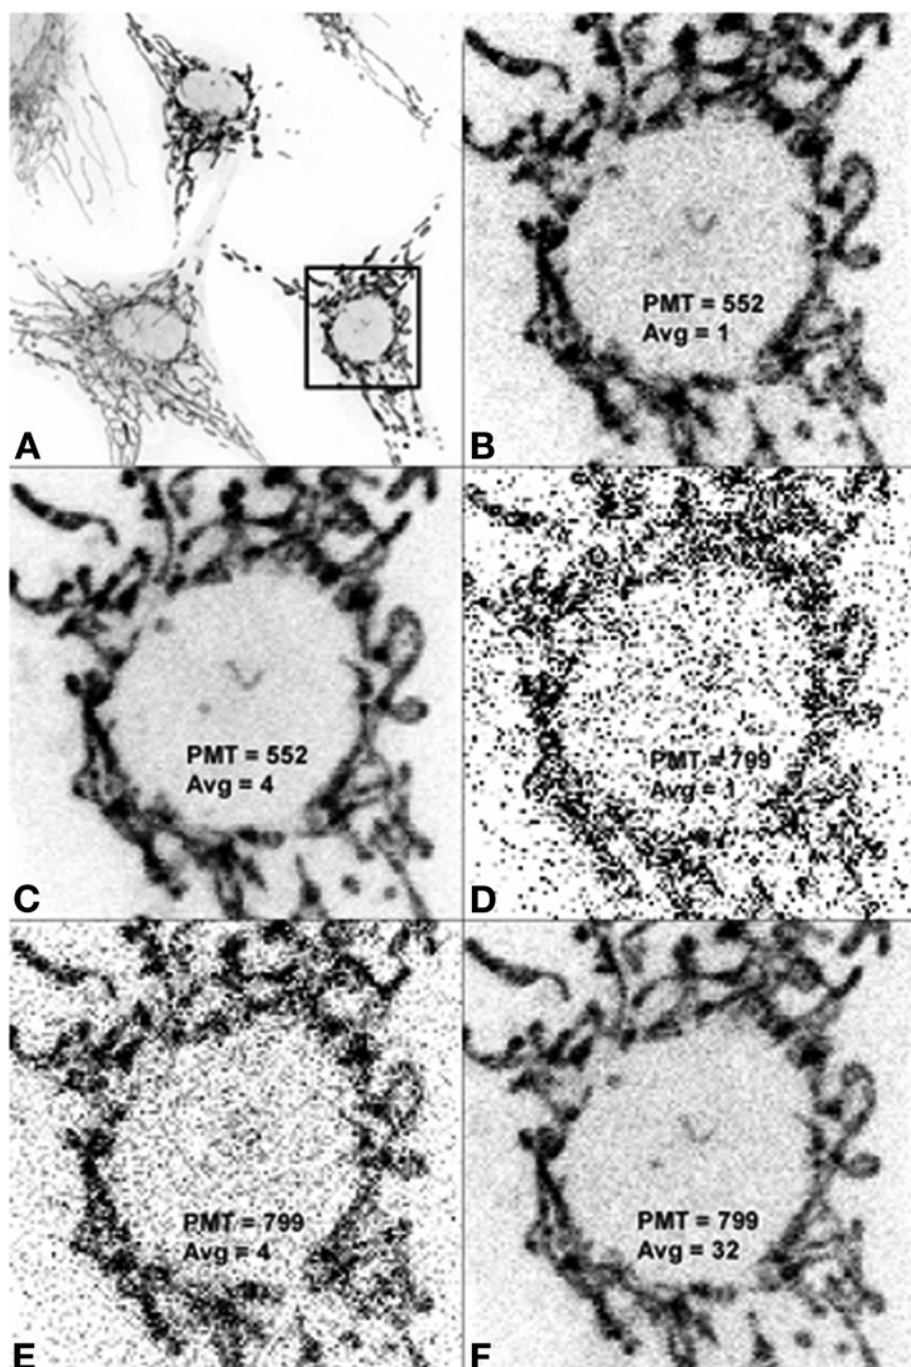 A
B
PMT = 552
Avg = 1
C
PMT = 552
Avg = 4
D
PMT = 799
Avg = 1
E
PMT = 799
Avg = 4
F
PMT = 799
Avg = 32